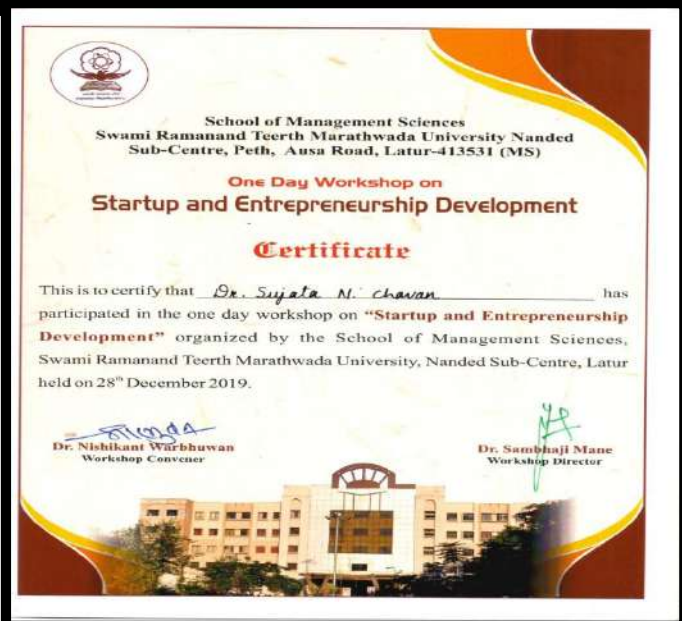 School of Management Sciences
Swami Ramanand Teerth Marathwada University Nanded
Sub-Centre, Peth, Ausa Road, Latur-413531 (MS)
One Day Workshop on
Startup and Entrepreneurship Development
Certificate
This is to certify that Dr. Sujata N. Chavan has
participated in the one day workshop on "Startup and Entrepreneurship
Development" organized by the School of Management Sciences,
Swami Ramanand Teerth Marathwada University, Nanded Sub-Centre, Latur
held on 28th December 2019.
Dr. Nishikant Warbhuwan
Workshop Convener
Dr. Sambhaji Mane
Workshop Director